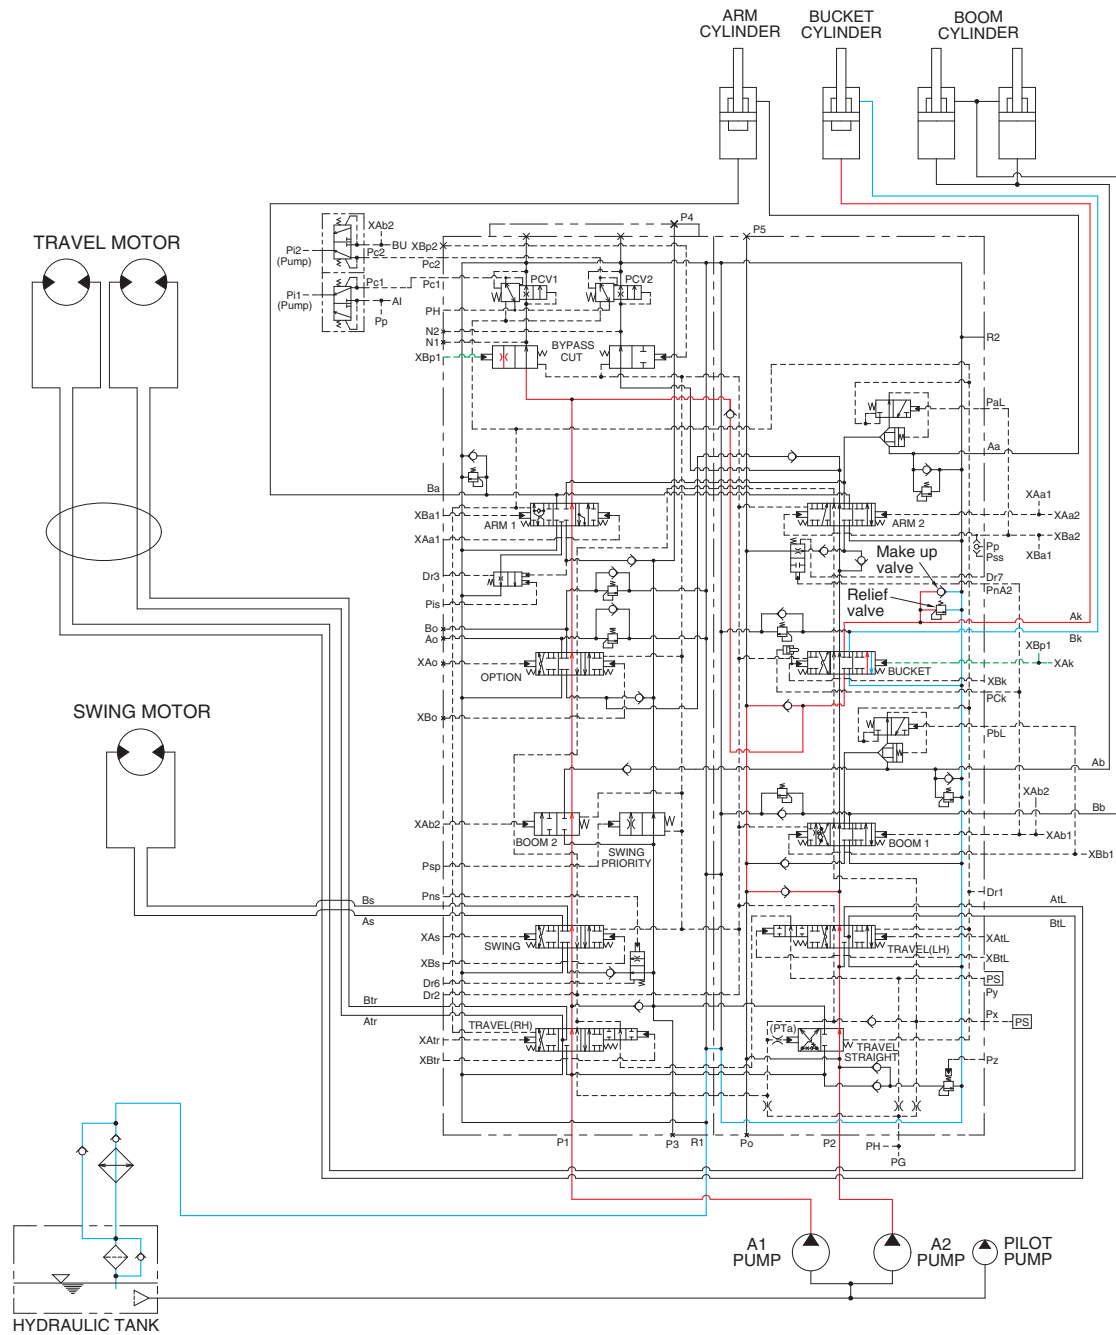 ARM
CYLINDER
BUCKET
CYLINDER
BOOM
CYLINDER
TRAVEL MOTOR
SWING MOTOR
XAb2
BU
Pi2
(Pump)
Pc2
Pc1
Pi1
(Pump)
AI
Pp
P4
P5
XBp2
Pc2
Pc1
PCV1
PCV2
PH
N2
N1
BYPASS
CUT
XBp1
R2
PaL
Aa
Ba
XBa1
ARM 1
XAa1
ARM 2
XAa1
XAa2
XBa2
XBa1
Pp
Pss
Make up
valve
Relief
valve
Dr3
Pis
Dr7
PnA2
Ak
Bk
Bo
Ao
XAo
OPTION
XBo
BUCKET
XBp1
XAk
XBk
PCk
PbL
Ab
XAb2
Bb
XAb2
BOOM 2
SWING
PRIORITY
BOOM 1
XAb1
XBb1
Psp
Pns
Bs
As
Dr1
AtL
BtL
XAs
SWING
XBs
TRAVEL(LH)
XAtL
XBtL
Dr6
Dr2
PS
Py
Btr
Atr
TRAVEL(RH)
XAtr
XBtr
(PTa)
TRAVEL
STRAIGHT
Px
PS
Pz
P1
P3
R1
Po
P2
PH
PG
A1
PUMP
A2
PUMP
PILOT
PUMP
HYDRAULIC TANK